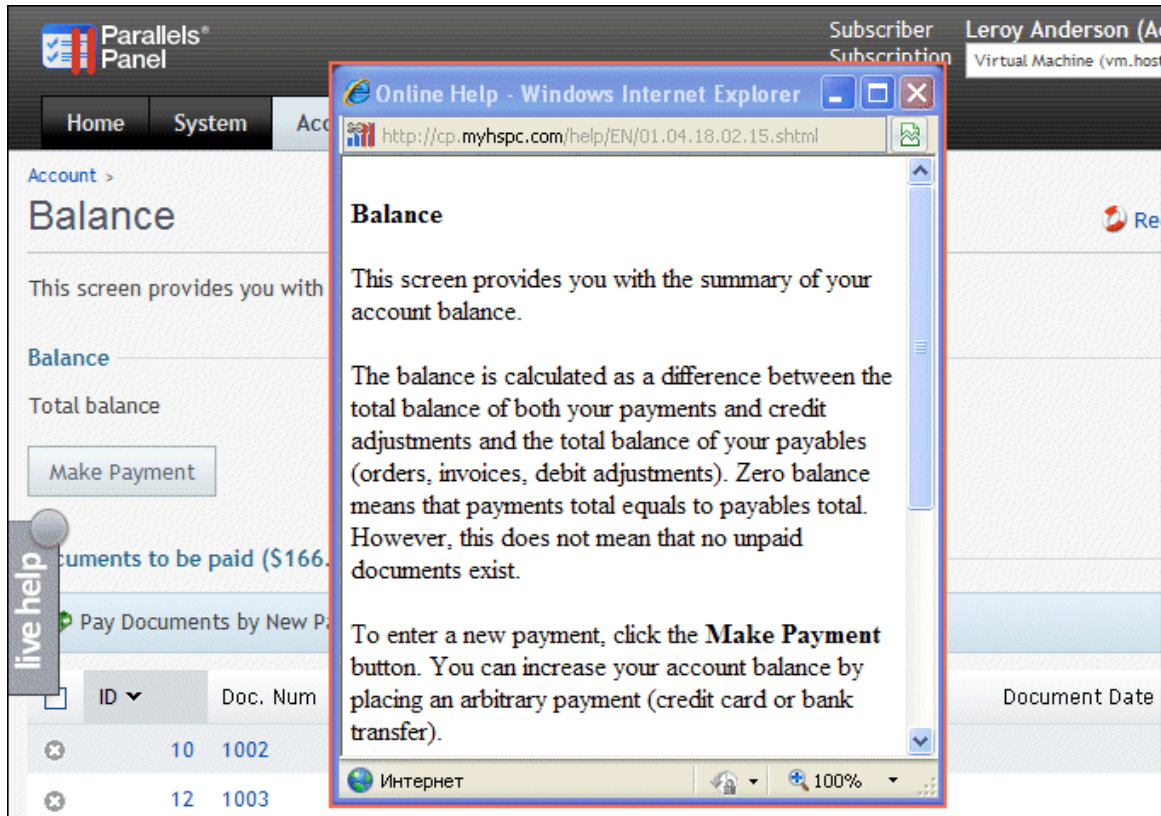 Parallels®
Panel
Subscriber Leroy Anderson
Subscription Virtual Machine (vm.host
Home System Acc
Account >
Balance
This screen provides you with
Balance
Total balance
Make Payment
live help
cuments to be paid ($166.
Pay Documents by New Pa
ID Doc. Num Document Date
10 1002
12 1003
Re
Online Help - Windows Internet Explorer
http://cp.myhspc.com/help/EN/01.04.18.02.15.shtml
Balance
This screen provides you with the summary of your
account balance.
The balance is calculated as a difference between the
total balance of both your payments and credit
adjustments and the total balance of your payables
(orders, invoices, debit adjustments). Zero balance
means that payments total equals to payables total.
However, this does not mean that no unpaid
documents exist.
To enter a new payment, click the Make Payment
button. You can increase your account balance by
placing an arbitrary payment (credit card or bank
transfer).
Интернет 100%